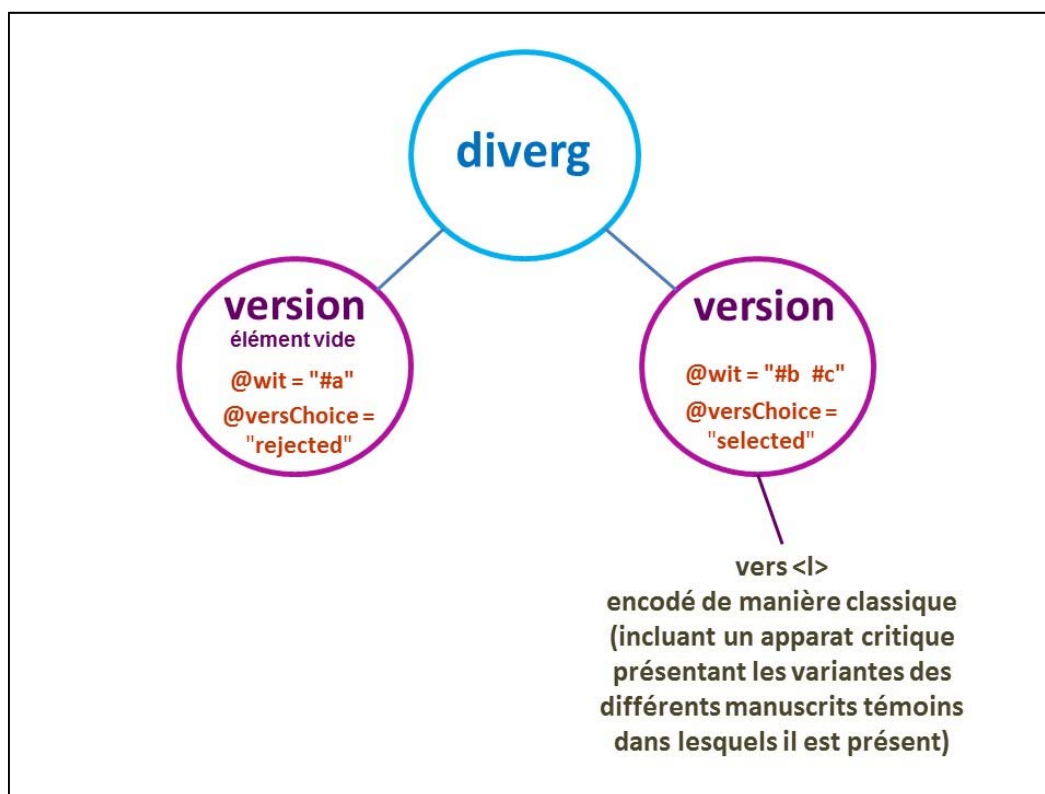 diverg
version
élément vide
@wit = "#a"
@versChoice =
"rejected"
version
@wit = "#b #c"
@versChoice =
"selected"
vers <l>
encodé de manière classique
(incluant un apparat critique
présentant les variantes des
différents manuscrits témoins
dans lesquels il est présent)